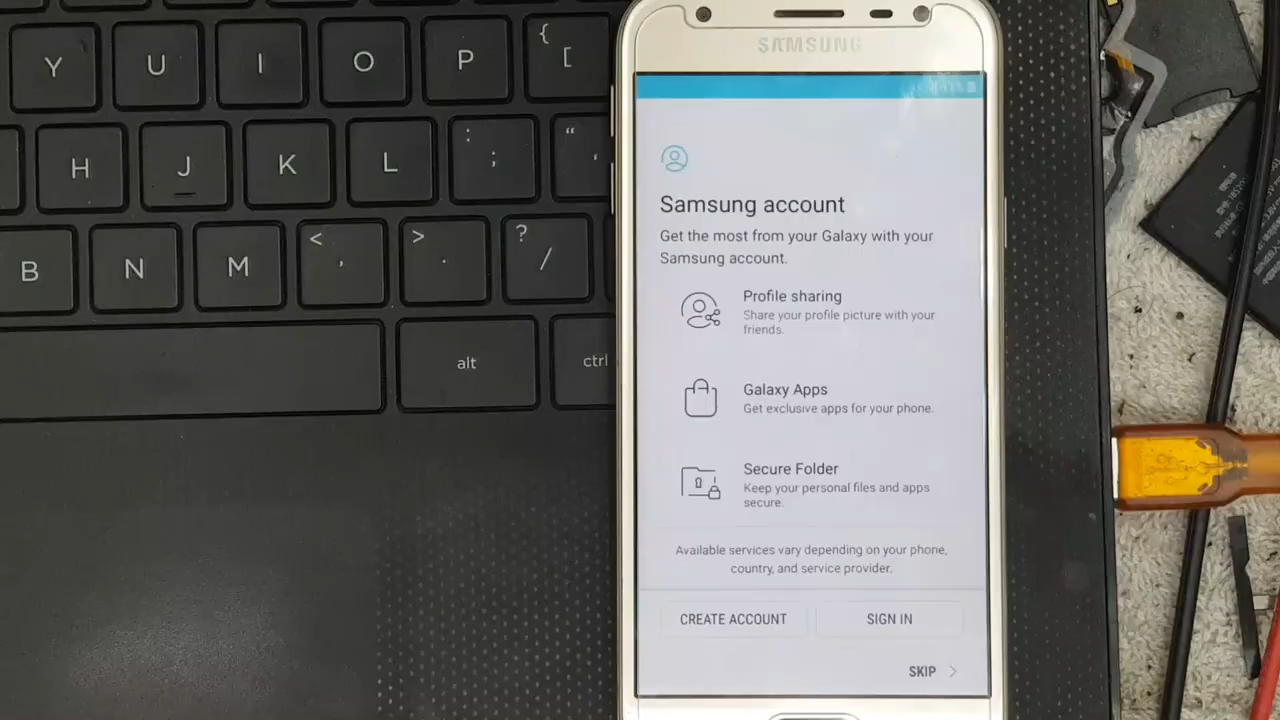 Y U I O P { [
H J K L : ; “ ‘
B N M < , > . ? /
alt ctrl
SAMSUNG
Samsung account
Get the most from your Galaxy with your
Samsung account.
Profile sharing
Share your profile picture with your
friends.
Galaxy Apps
Get exclusive apps for your phone.
Secure Folder
Keep your personal files and apps
secure.
Available services vary depending on your phone,
country, and service provider.
CREATE ACCOUNT
SIGN IN
SKIP